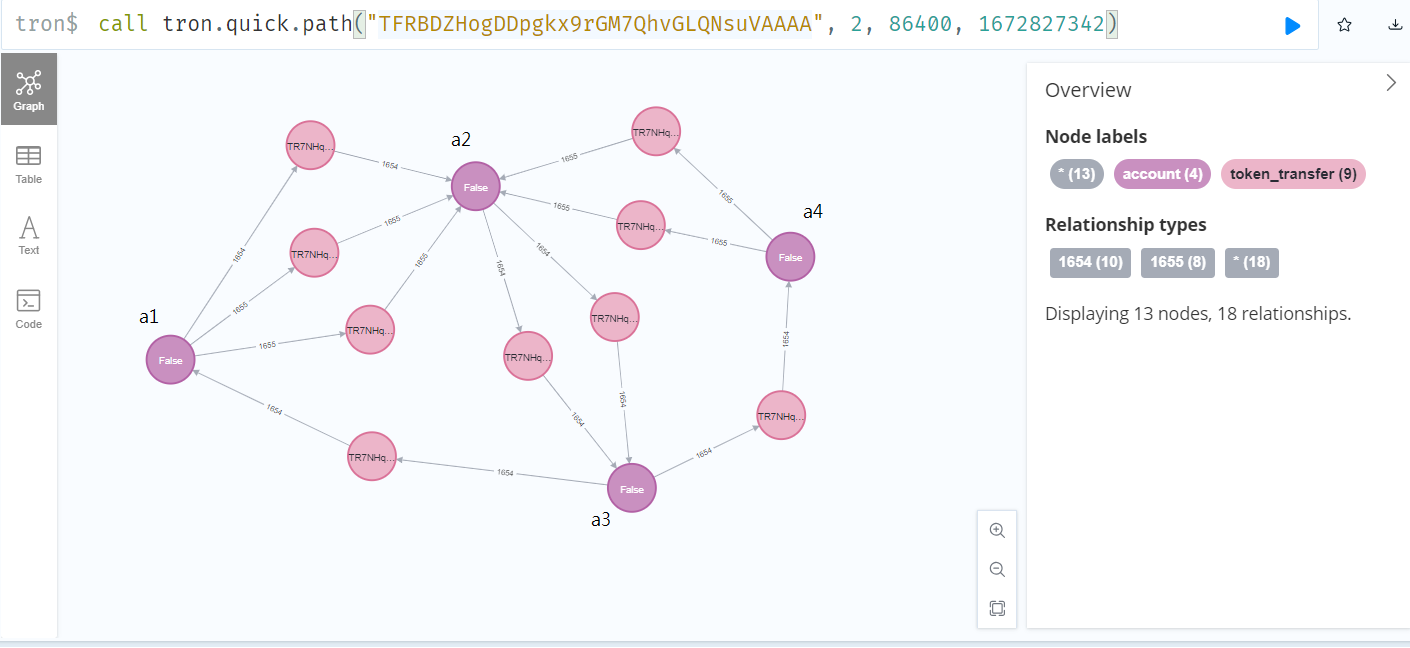 tron$ call tron.quick.path("TFRBDZHogDDpgkx9rGM7QhvGLQNsuVAAAA", 2, 86400, 1672827342)
Graph
Table
Text
Code
a2
a4
a1
a3
TR7NHq...
1654
False
1655
TR7NHq...
1654
1655
TR7NHq...
1655
TR7NHq...
1655
1655
False
1654
1655
1654
1654
1655
TR7NHq...
TR7NHq...
1655
False
TR7NHq...
1654
1654
1654
1654
TR7NHq...
TR7NHq...
1654
1654
False
Overview
Node labels
* (13)
account (4)
token_transfer (9)
Relationship types
1654 (10)
1655 (8)
* (18)
Displaying 13 nodes, 18 relationships.